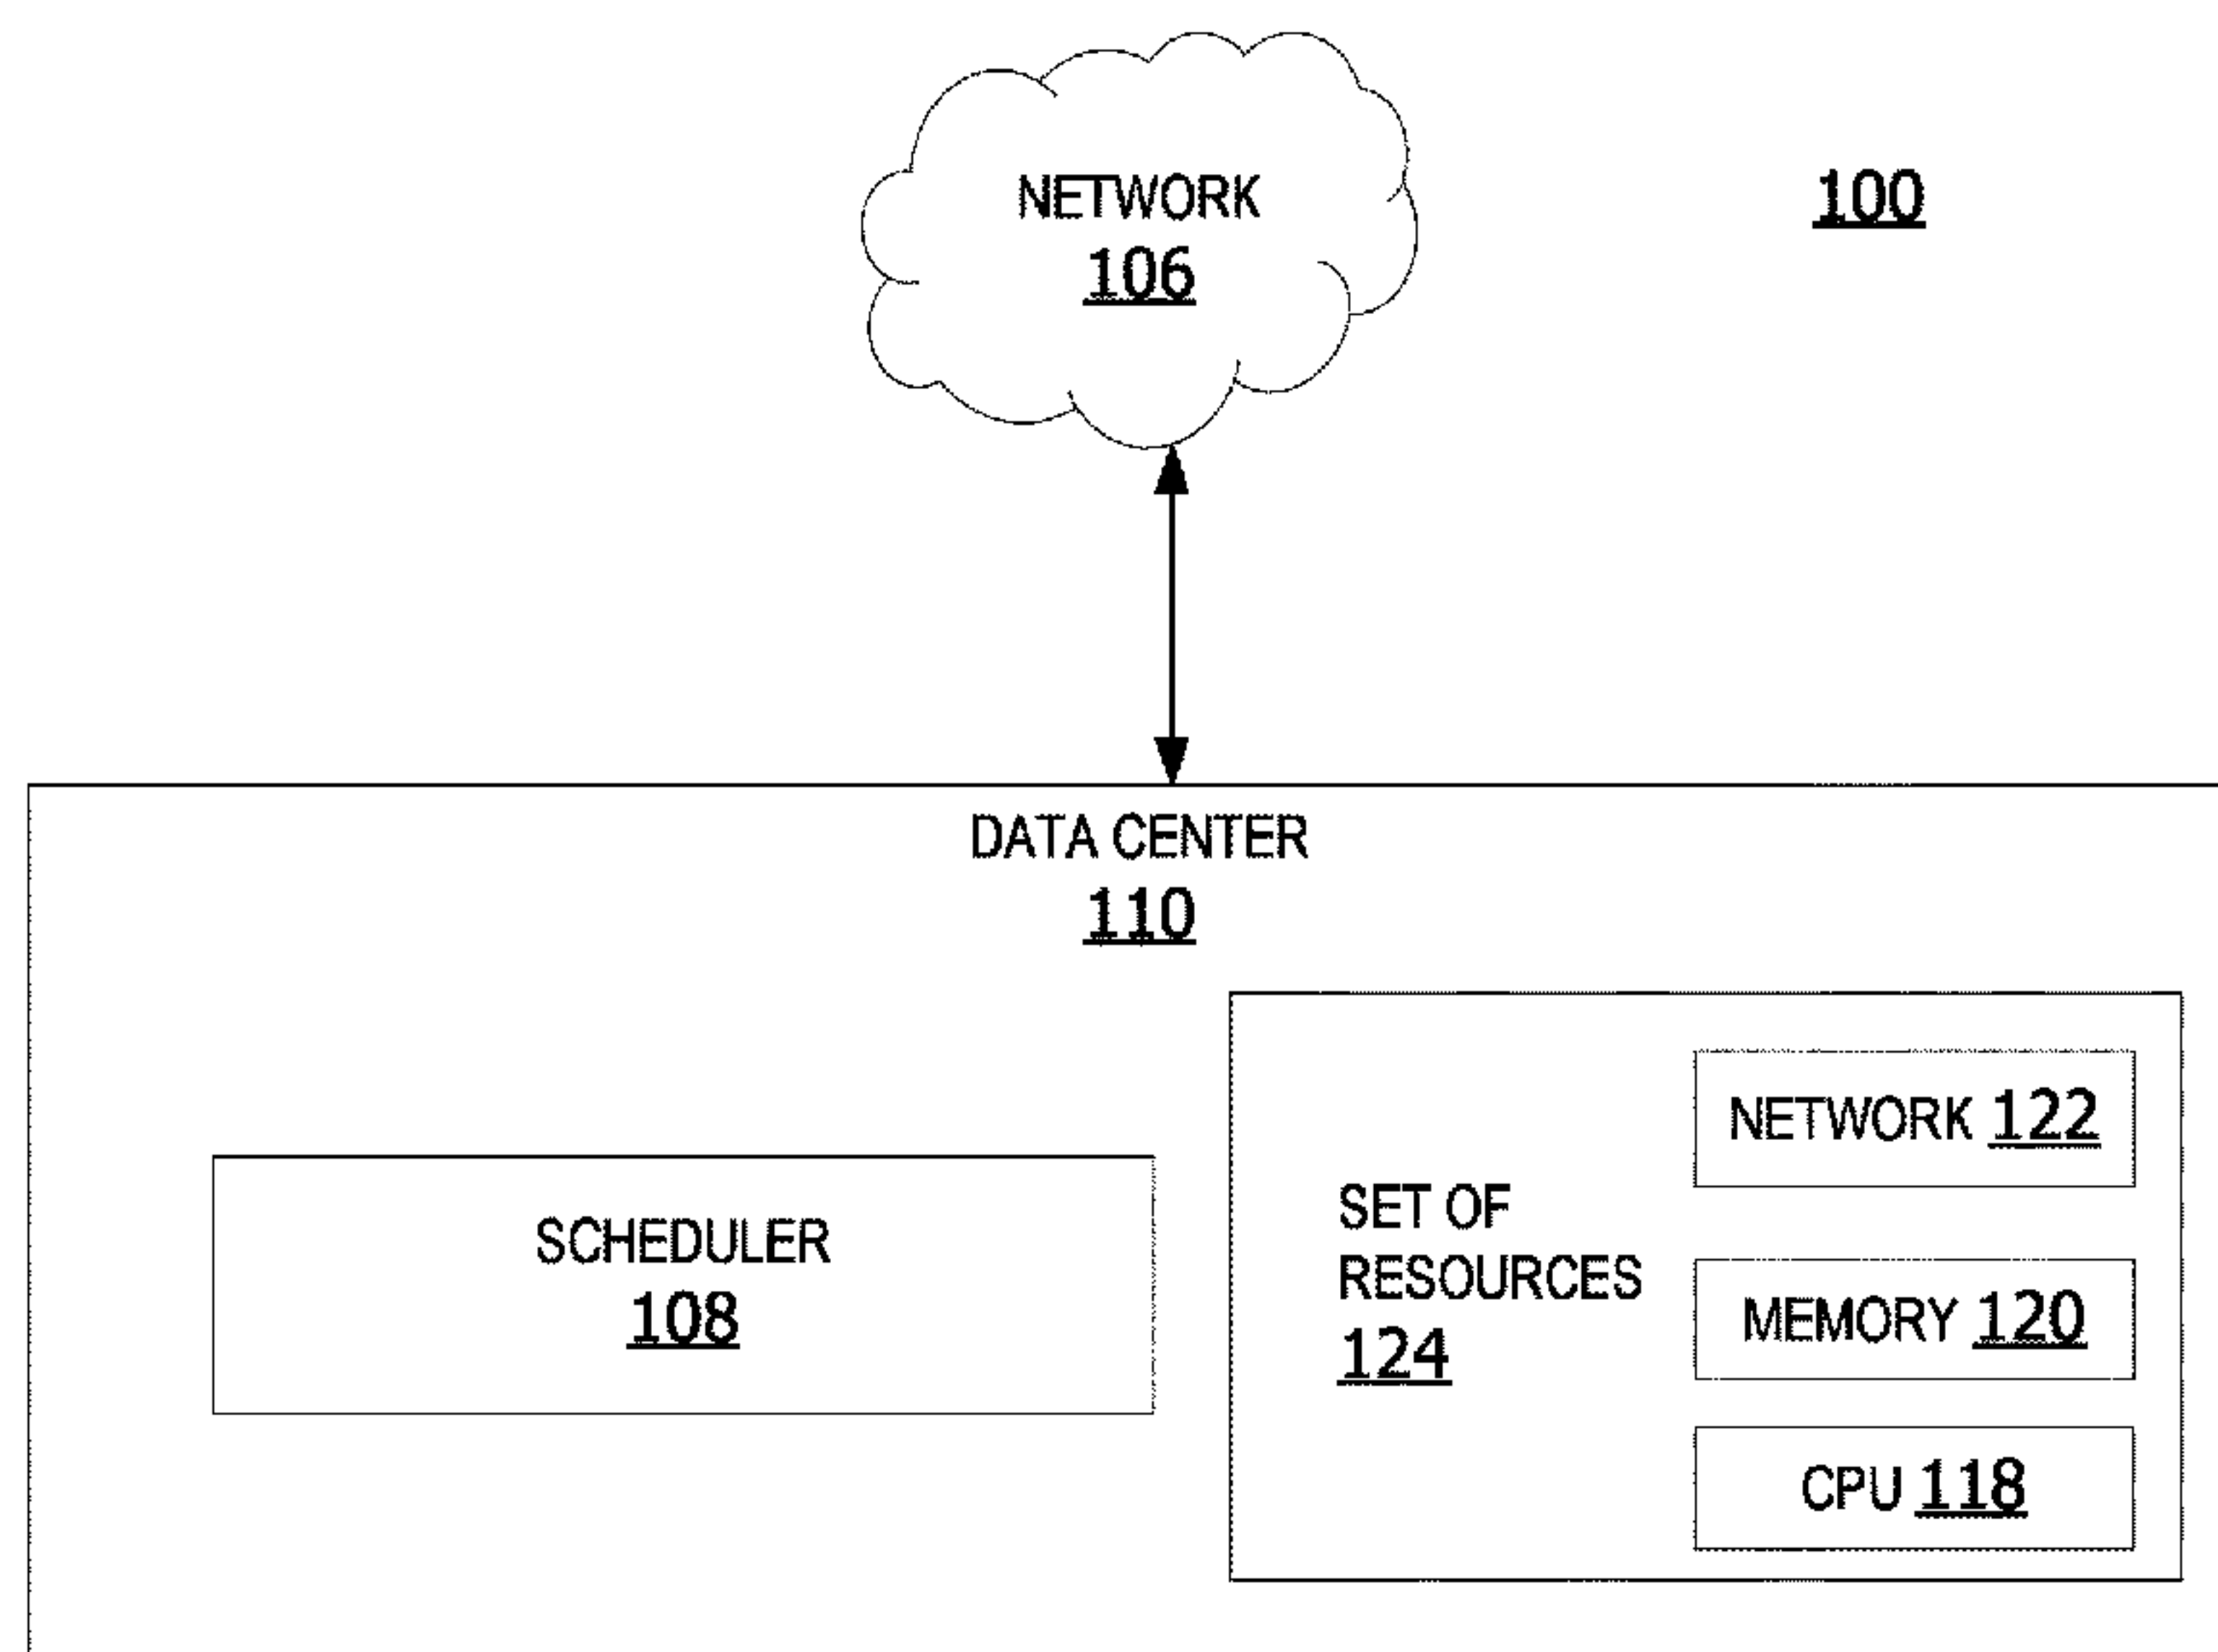 NETWORK
106
100
DATA CENTER
110
SCHEDULER
108
SET OF
RESOURCES
124
NETWORK 122
MEMORY 120
CPU 118